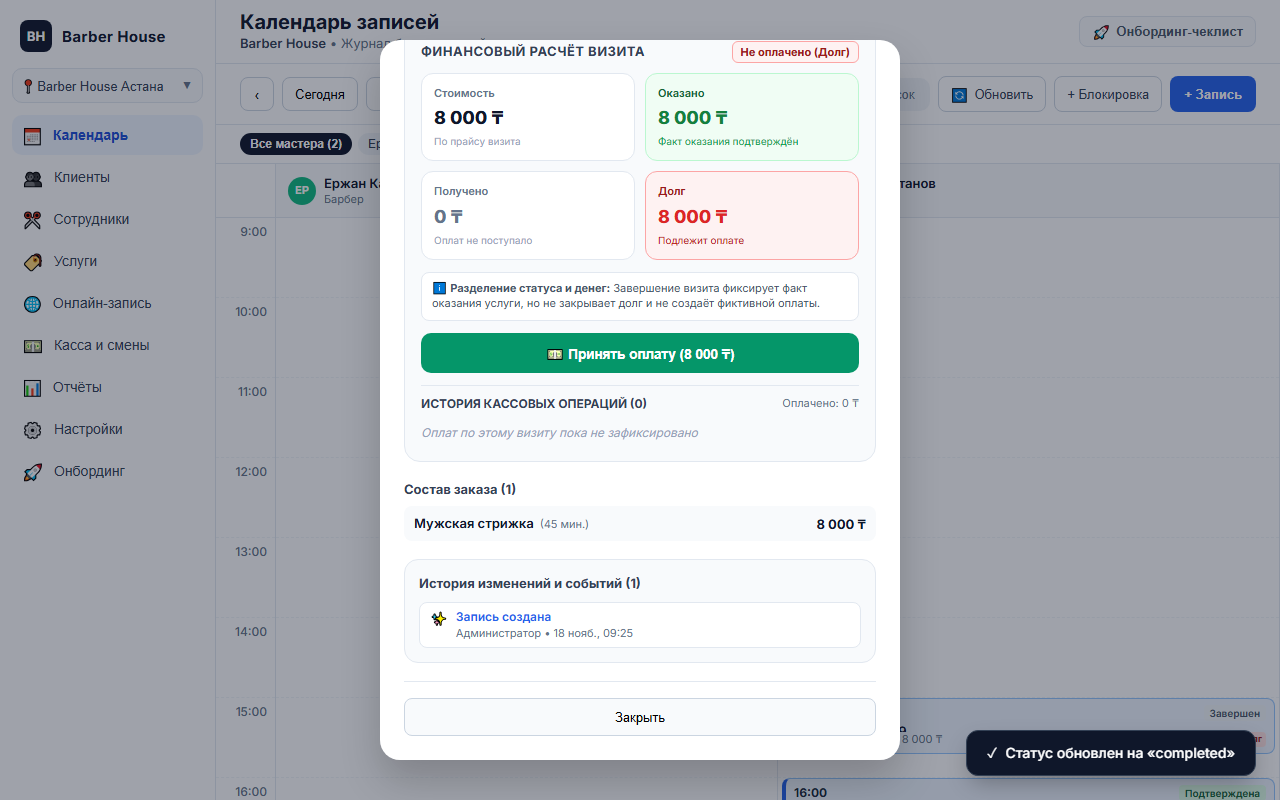 BH Barber House
Календарь записей
Barber House • Журнал
Онбординг-чеклист
Barber House Астана ▼
‹ Сегодня
Обновить
+ Блокировка
+ Запись
Все мастера (2)
Календарь
Клиенты
Сотрудники
Услуги
Онлайн-запись
Касса и смены
Отчёты
Настройки
Онбординг
EP Ержан
Барбер
9:00
10:00
11:00
12:00
13:00
14:00
15:00
16:00
ФИНАНСОВЫЙ РАСЧЁТ ВИЗИТА
Не оплачено (Долг)
Стоимость
8 000 ₸
По прайсу визита
Оказано
8 000 ₸
Факт оказания подтверждён
Получено
0 ₸
Оплат не поступало
Долг
8 000 ₸
Подлежит оплате
Разделение статуса и денег: Завершение визита фиксирует факт
оказания услуги, но не закрывает долг и не создаёт фиктивной оплаты.
Принять оплату (8 000 ₸)
ИСТОРИЯ КАССОВЫХ ОПЕРАЦИЙ (0)
Оплачено: 0 ₸
Оплат по этому визиту пока не зафиксировано
Состав заказа (1)
Мужская стрижка (45 мин.)
8 000 ₸
История изменений и событий (1)
Запись создана
Администратор • 18 нояб., 09:25
Закрыть
Завершен
8 000 ₸
16:00
Подтверждена
✓ Статус обновлен на «completed»